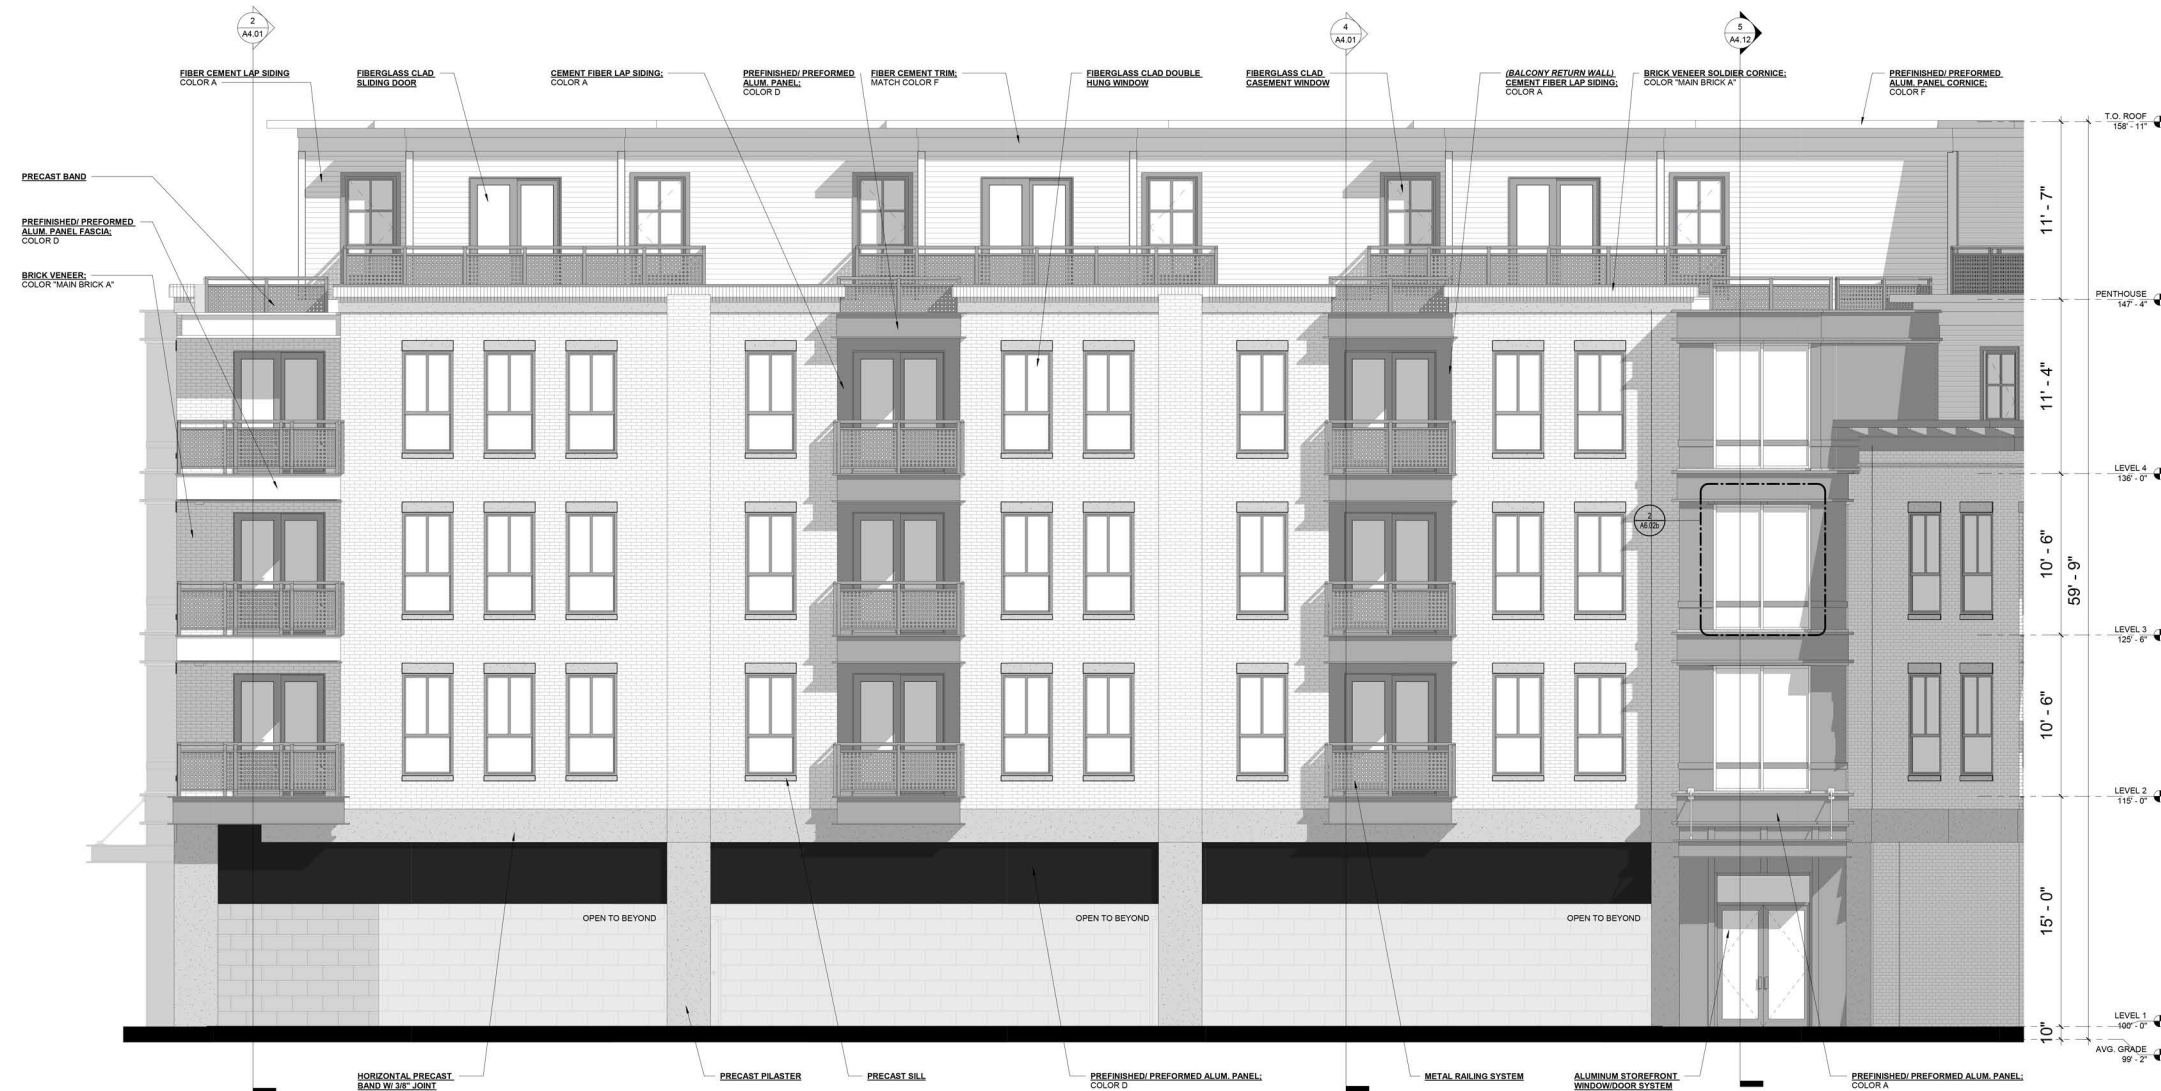 2
A4.01
4
A4.01
5
A4.12
FIBER CEMENT LAP SIDING
COLOR A
FIBERGLASS CLAD
SLIDING DOOR
CEMENT FIBER LAP SIDING;
COLOR A
PREFINISHED/ PREFORMED
ALUM. PANEL;
COLOR D
FIBER CEMENT TRIM;
MATCH COLOR F
FIBERGLASS CLAD DOUBLE
HUNG WINDOW
FIBERGLASS CLAD
CASEMENT WINDOW
(BALCONY RETURN WALL)
CEMENT FIBER LAP SIDING;
COLOR A
BRICK VENEER SOLDIER CORNICE;
COLOR "MAIN BRICK A"
PREFINISHED/ PREFORMED
ALUM. PANEL CORNICE;
COLOR F
PRECAST BAND
PREFINISHED/ PREFORMED
ALUM. PANEL FASCIA;
COLOR D
BRICK VENEER;
COLOR "MAIN BRICK A"
T.O. ROOF
158' - 11"
11' - 7"
PENTHOUSE
147' - 4"
11' - 4"
LEVEL 4
136' - 0"
2
A6.02b
10' - 6"
59' - 9"
LEVEL 3
125' - 6"
10' - 6"
LEVEL 2
115' - 0"
OPEN TO BEYOND
OPEN TO BEYOND
OPEN TO BEYOND
15' - 0"
LEVEL 1
100' - 0"
10"
AVG. GRADE
99' - 2"
HORIZONTAL PRECAST
BAND W/ 3/8" JOINT
PRECAST PILASTER
PRECAST SILL
PREFINISHED/ PREFORMED ALUM. PANEL;
COLOR D
METAL RAILING SYSTEM
ALUMINUM STOREFRONT
WINDOW/DOOR SYSTEM
PREFINISHED/ PREFORMED ALUM. PANEL;
COLOR A